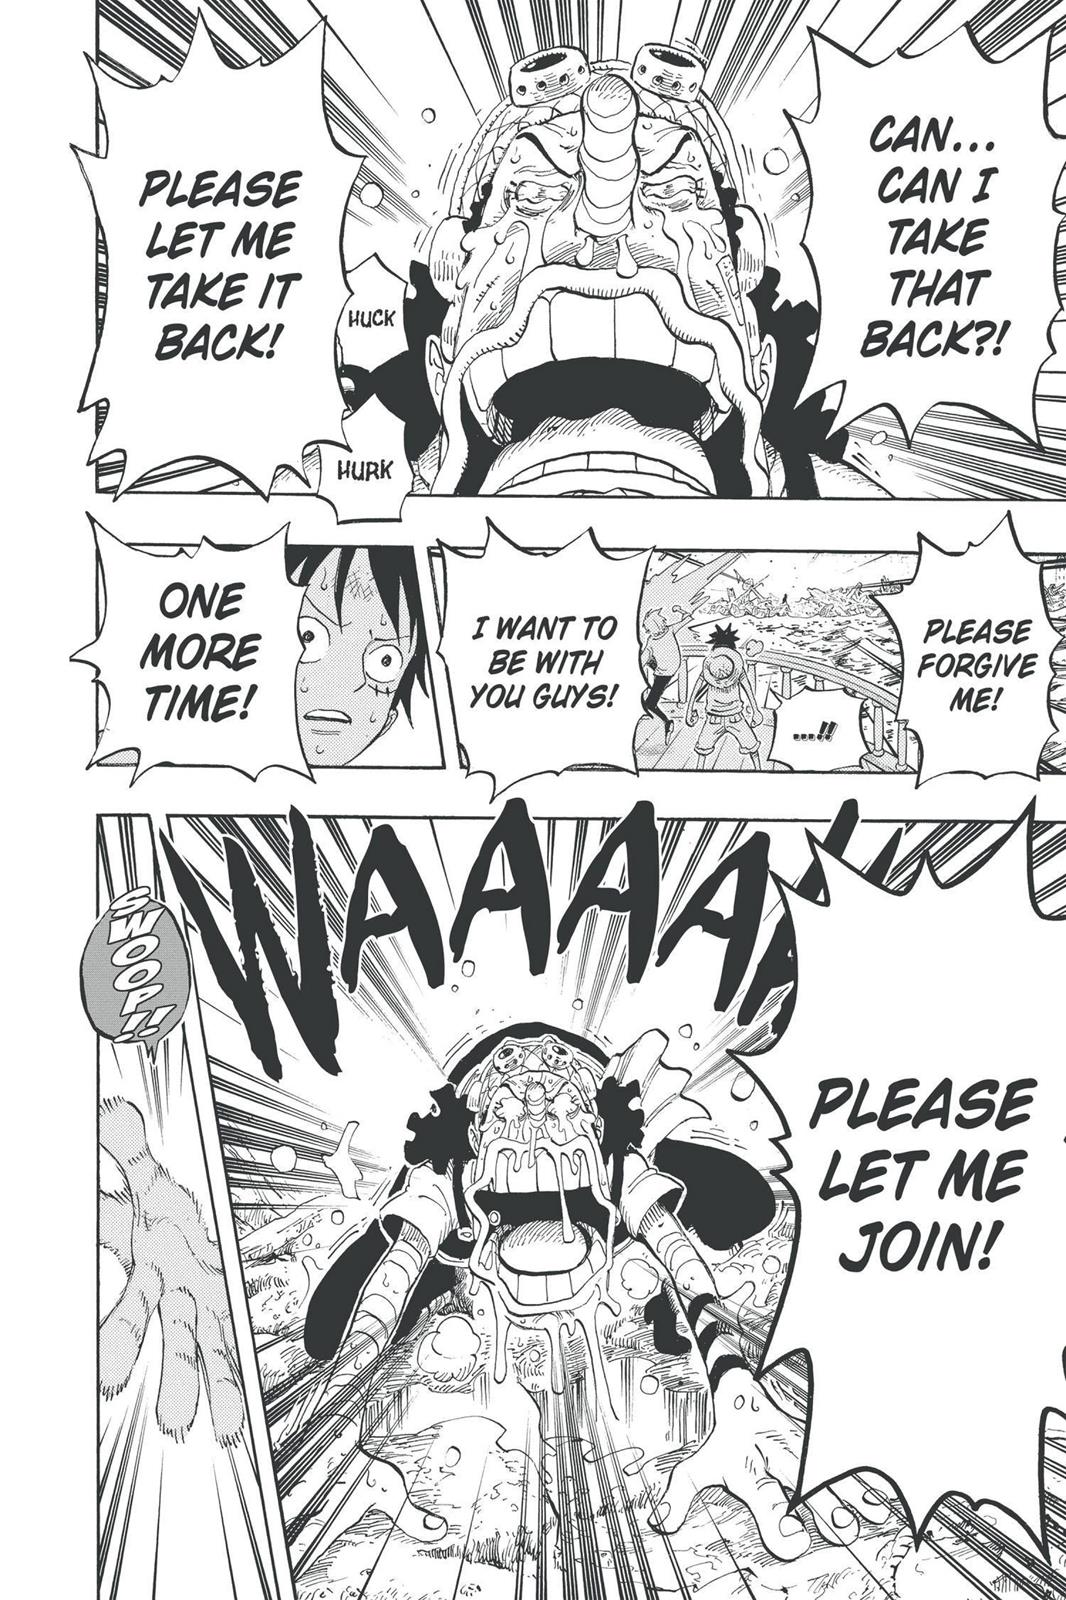 CAN...
CAN I
TAKE
THAT
BACK?!
PLEASE
LET ME
TAKE IT
BACK!
HUCK
HURK
PLEASE
FORGIVE
ME!
...!!
I WANT TO
BE WITH
YOU GUYS!
ONE
MORE
TIME!
PLEASE
LET ME
JOIN!
WAAAAA
SWOOP!!